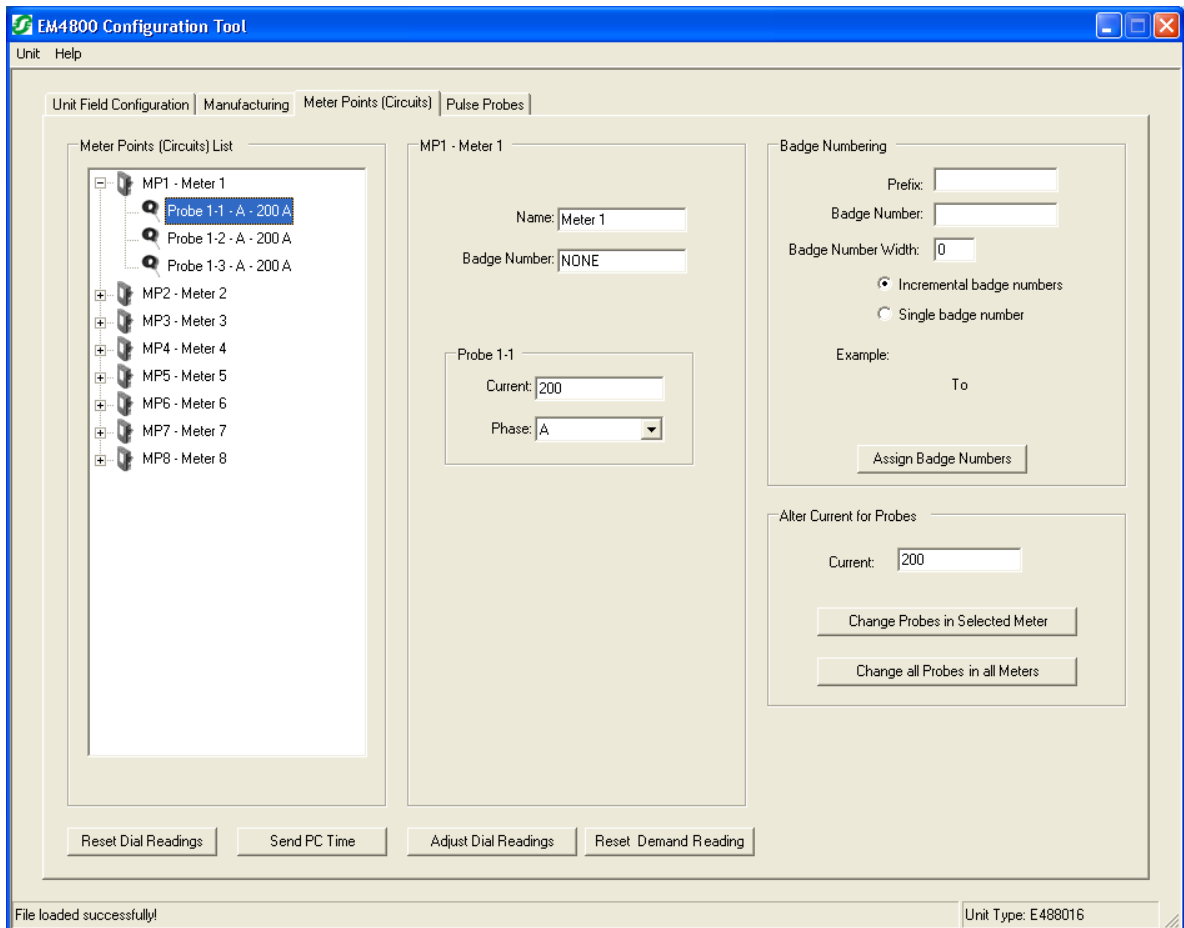 EM4800 Configuration Tool
Unit Help
Unit Field Configuration Manufacturing Meter Points (Circuits) Pulse Probes
Meter Points (Circuits) List
MP1 - Meter 1
Probe 1-1 - A - 200 A
Probe 1-2 - A - 200 A
Probe 1-3 - A - 200 A
MP2 - Meter 2
MP3 - Meter 3
MP4 - Meter 4
MP5 - Meter 5
MP6 - Meter 6
MP7 - Meter 7
MP8 - Meter 8
MP1 - Meter 1
Name: Meter 1
Badge Number: NONE
Probe 1-1
Current: 200
Phase: A
Badge Numbering
Prefix:
Badge Number:
Badge Number Width: 0
Incremental badge numbers
Single badge number
Example:
To
Assign Badge Numbers
Alter Current for Probes
Current: 200
Change Probes in Selected Meter
Change all Probes in all Meters
Reset Dial Readings Send PC Time Adjust Dial Readings Reset Demand Reading
File loaded successfully! Unit Type: E488016